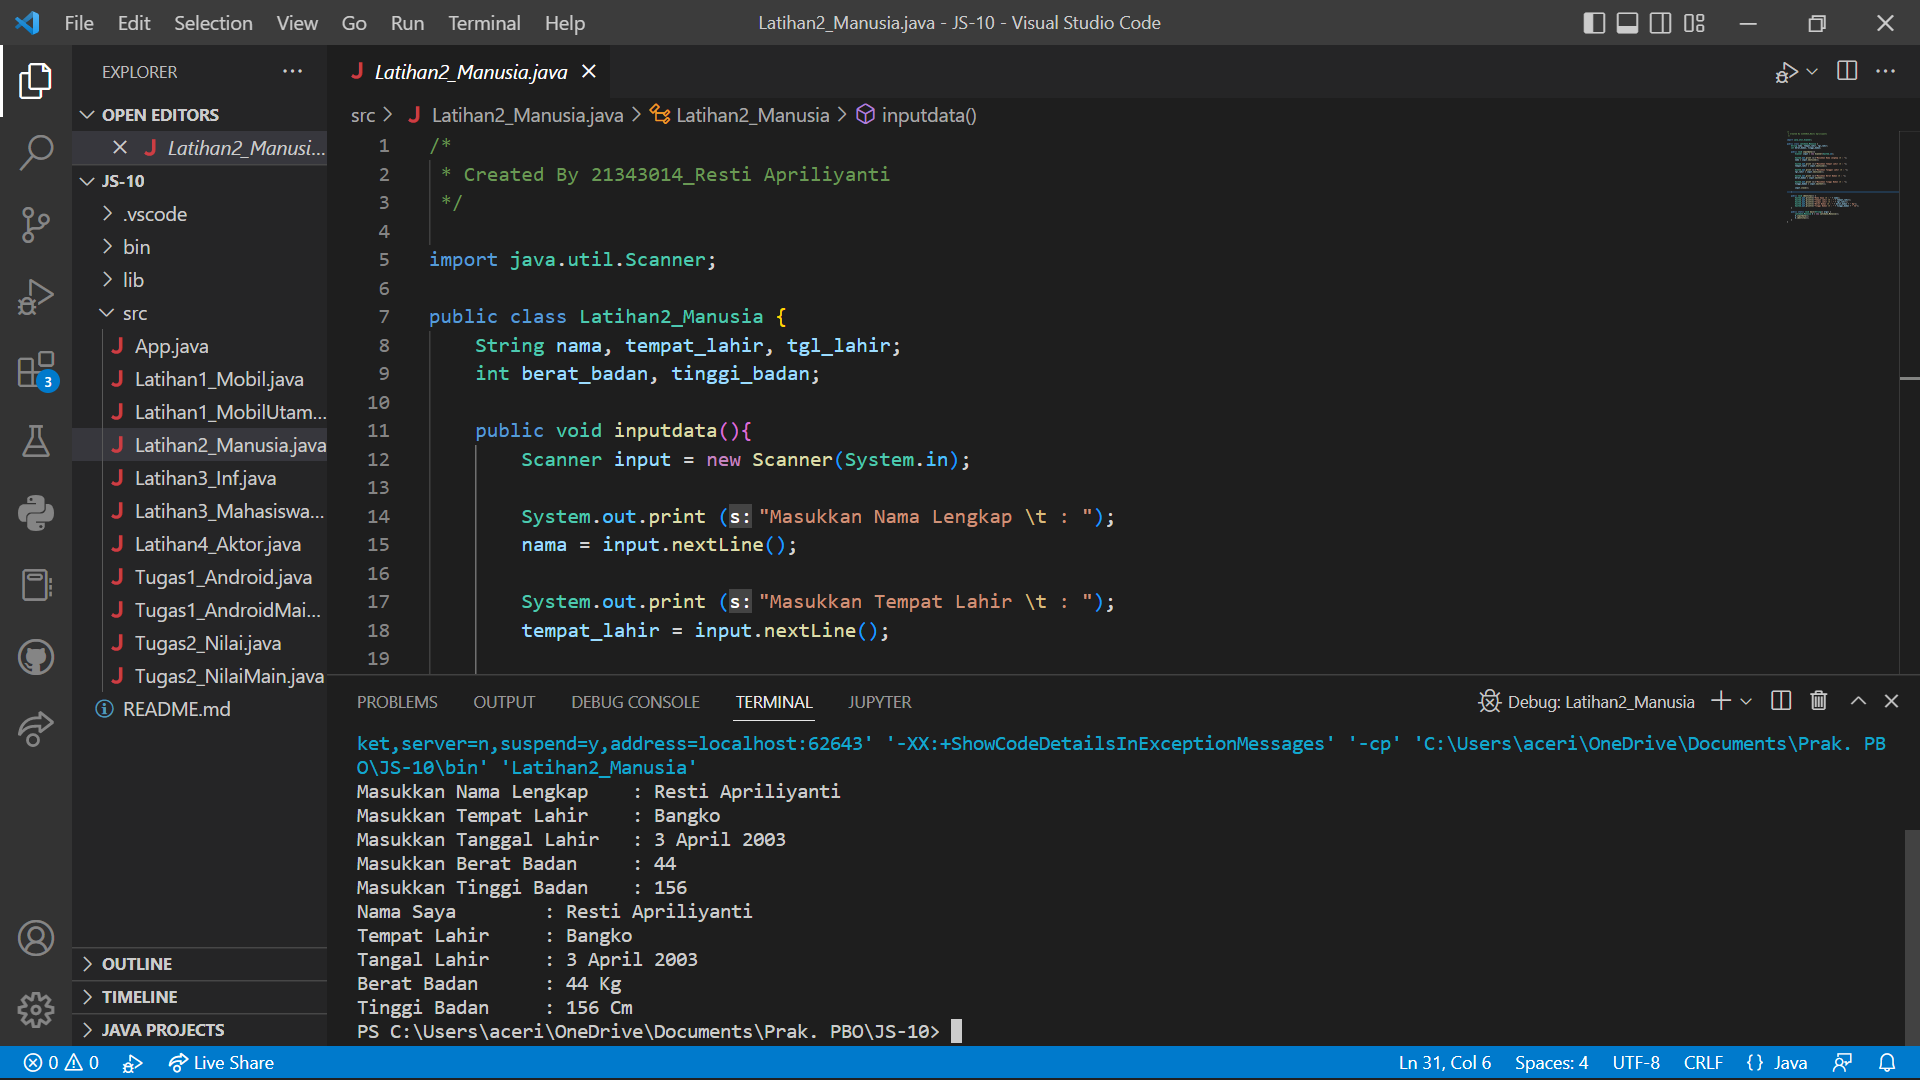 File Edit Selection View Go Run Terminal Help Latihan2_Manusia.java - JS-10 - Visual Studio Code
EXPLORER
OPEN EDITORS
Latihan2_Manusi...
JS-10
.vscode
bin
lib
src
App.java
Latihan1_Mobil.java
Latihan1_MobilUtam...
Latihan2_Manusia.java
Latihan3_Inf.java
Latihan3_Mahasiswa...
Latihan4_Aktor.java
Tugas1_Android.java
Tugas1_AndroidMai...
Tugas2_Nilai.java
Tugas2_NilaiMain.java
README.md
OUTLINE
TIMELINE
JAVA PROJECTS
3
Latihan2_Manusia.java
src > Latihan2_Manusia.java > Latihan2_Manusia > inputdata()
1 /*
2 * Created By 21343014_Resti Apriliyanti
3 */
4
5 import java.util.Scanner;
6
7 public class Latihan2_Manusia {
8 String nama, tempat_lahir, tgl_lahir;
9 int berat_badan, tinggi_badan;
10
11 public void inputdata(){
12 Scanner input = new Scanner(System.in);
13
14 System.out.print (s: "Masukkan Nama Lengkap \t : ");
15 nama = input.nextLine();
16
17 System.out.print (s: "Masukkan Tempat Lahir \t : ");
18 tempat_lahir = input.nextLine();
19
PROBLEMS OUTPUT DEBUG CONSOLE TERMINAL JUPYTER Debug: Latihan2_Manusia
ket,server=n,suspend=y,address=localhost:62643' '-XX:+ShowCodeDetailsInExceptionMessages' '-cp' 'C:\Users\aceri\OneDrive\Documents\Prak. PB
O\JS-10\bin' 'Latihan2_Manusia'
Masukkan Nama Lengkap : Resti Apriliyanti
Masukkan Tempat Lahir : Bangko
Masukkan Tanggal Lahir : 3 April 2003
Masukkan Berat Badan : 44
Masukkan Tinggi Badan : 156
Nama Saya : Resti Apriliyanti
Tempat Lahir : Bangko
Tangal Lahir : 3 April 2003
Berat Badan : 44 Kg
Tinggi Badan : 156 Cm
PS C:\Users\aceri\OneDrive\Documents\Prak. PBO\JS-10>
0 0 Live Share Ln 31, Col 6 Spaces: 4 UTF-8 CRLF {} Java